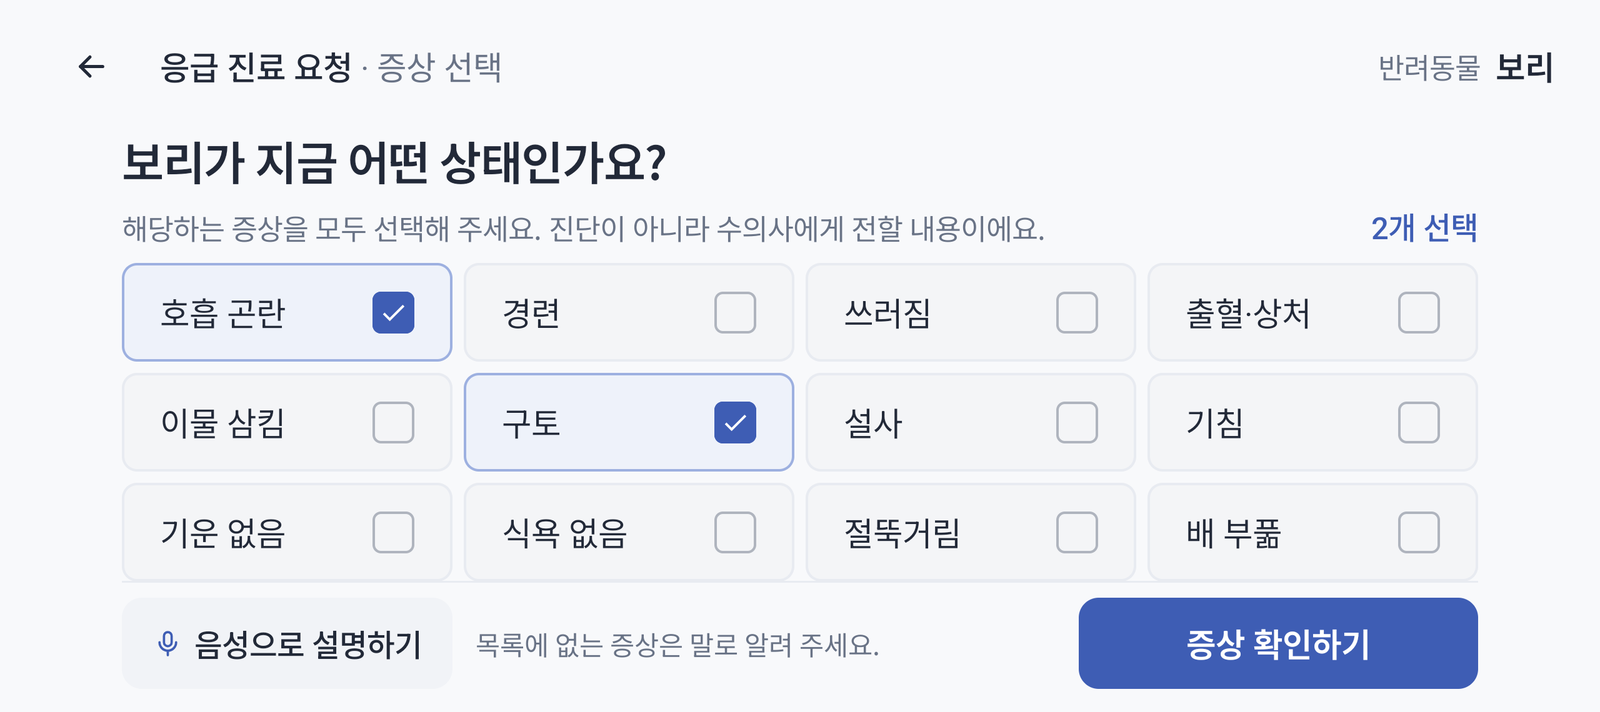 응급 진료 요청 · 증상 선택
반려동물 보리
보리가 지금 어떤 상태인가요?
해당하는 증상을 모두 선택해 주세요. 진단이 아니라 수의사에게 전할 내용이에요.
2개 선택
호흡 곤란
경련
쓰러짐
출혈·상처
이물 삼킴
구토
설사
기침
기운 없음
식욕 없음
절뚝거림
배 부풂
음성으로 설명하기
목록에 없는 증상은 말로 알려 주세요.
증상 확인하기